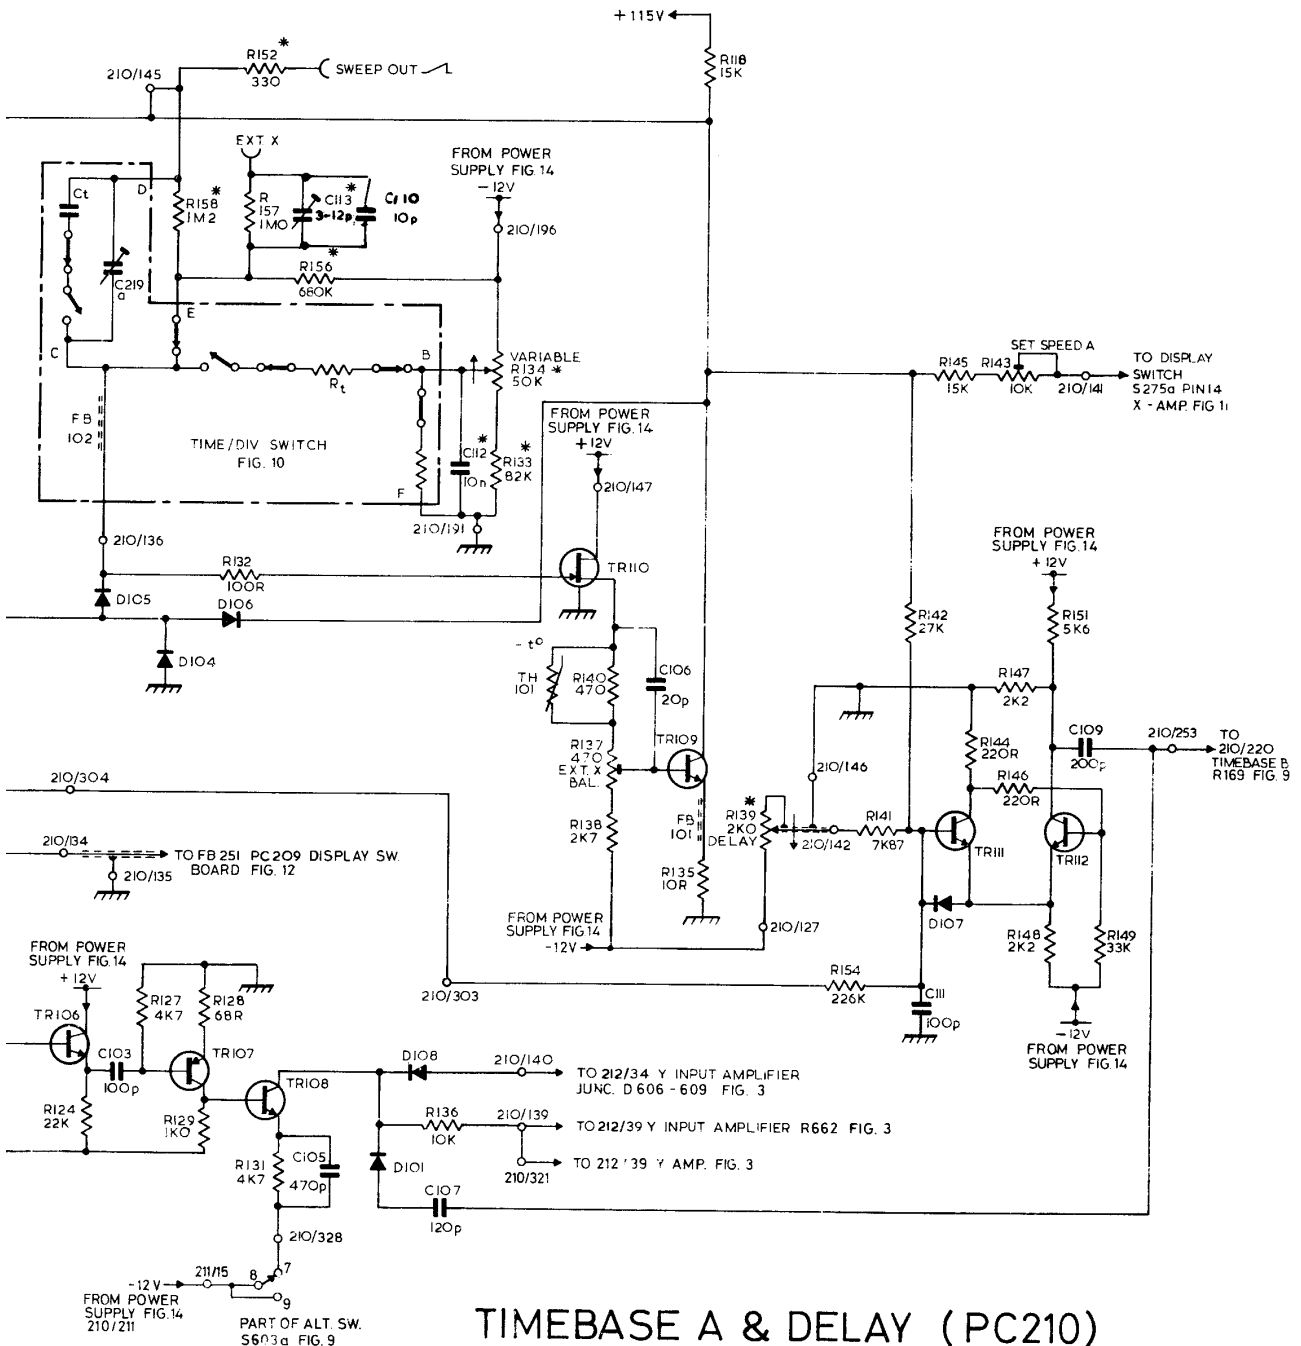 +115V
R118
15K
*
R152
330
SWEEP OUT
210/145
EXT. X
FROM POWER
SUPPLY FIG. 14
-12V
210/196
Ct
D
*
R158
1M2
R
157
1M0
*
C113
3-12p
C110
10p
*
R156
680K
C219
a
E
C
B
VARIABLE
R134 *
50K
Rt
FB
102
TIME/DIV SWITCH
FIG. 10
F
*
C112
10n
*
R133
82K
210/191
FROM POWER
SUPPLY FIG. 14
+12V
210/147
SET SPEED A
R145
15K
R143
10K
210/141
TO DISPLAY
SWITCH
S275a PIN14
X - AMP. FIG 11
210/136
R132
100R
TR110
D105
D106
D104
FROM POWER
SUPPLY FIG. 14
+12V
R151
5K6
R142
27K
-t°
TH
101
R140
470
C106
20p
R147
2K2
R144
220R
C109
200p
210/253
TO
210/220
TIMEBASE B
R169 FIG. 9
R137
470
EXT. X
BAL.
TR109
210/146
R146
220R
210/304
R138
2K7
FB
101
*
R139
2K0
DELAY
210/142
R141
7K87
TR111
TR112
210/134
TO FB 251 PC209 DISPLAY SW.
BOARD FIG. 12
210/135
R135
10R
D107
FROM POWER
SUPPLY FIG.14
-12V
210/127
R148
2K2
R149
33K
FROM POWER
SUPPLY FIG.14
+12V
R127
4K7
R128
68R
210/303
R154
226K
C111
100p
-12V
FROM POWER
SUPPLY FIG.14
TR106
C103
100p
TR107
R124
22K
R129
1K0
TR108
D108
210/140
TO 212/34 Y INPUT AMPLIFIER
JUNC. D606 - 609 FIG. 3
R136
10K
210/139
TO 212/39 Y INPUT AMPLIFIER R662 FIG. 3
R131
4K7
C105
470p
D101
210/321
TO 212/39 Y AMP. FIG. 3
C107
120p
210/328
-12V
211/15
8
7
9
FROM POWER
SUPPLY FIG.14
210/211
PART OF ALT. SW.
S603a FIG. 9
TIMEBASE A & DELAY (PC210)